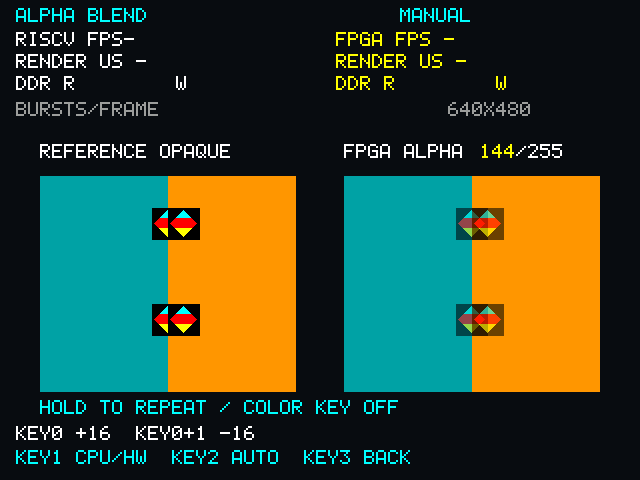 ALPHA BLEND MANUAL
RISCV FPS- FPGA FPS -
RENDER US - RENDER US -
DDR R W DDR R W
BURSTS/FRAME 640X480
REFERENCE OPAQUE FPGA ALPHA 144/255
HOLD TO REPEAT / COLOR KEY OFF
KEY0 +16 KEY0+1 -16
KEY1 CPU/HW KEY2 AUTO KEY3 BACK